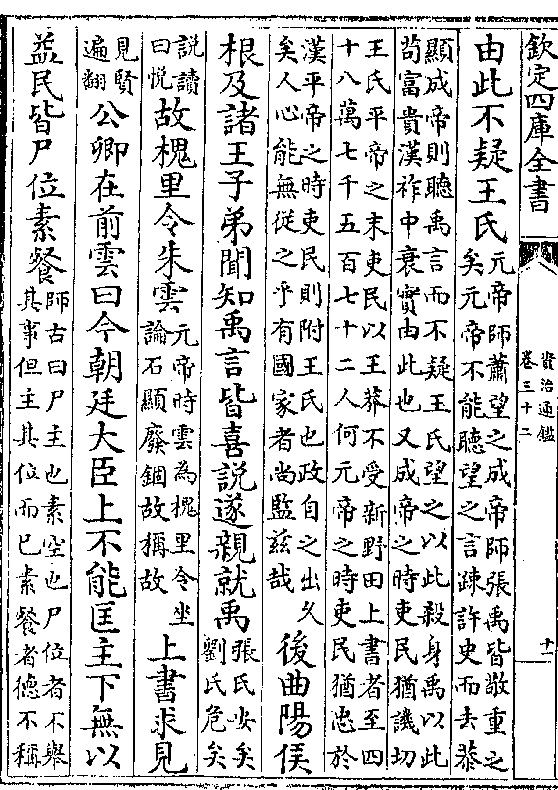 欽定四庫全書
資治通鑑
卷三十二
十一
由此不疑王氏
元帝師蕭望之成帝師張禹皆敬重之
矣元帝不能聽望之言疎許史而去恭
顯成帝則聽禹言而不疑王氏望之以此殺身禹以此
苟富貴漢祚中衰實由此也又成帝之時吏民猶譏切
王氏平帝之末吏民以王莽不受新野田上書者至四
十八萬七千五百七十二人何元帝之時吏民猶忠於
漢平帝之時吏民則附王氏也政自之出久
矣人心能無從之乎有國家者尚監兹哉
後曲陽侯
根及諸王子弟聞知禹言皆喜說遂親就禹
張氏安矣
劉氏危矣
說讀
曰悦
故槐里令朱雲
元帝時雲為槐里令坐
論石顯廢錮故稱故
上書求見
見賢
遍翻
公卿在前雲曰今朝廷大臣上不能匡主下無以
益民皆尸位素餐
師古曰尸主也素空也尸位者不舉
其事但主其位而已素餐者德不稱